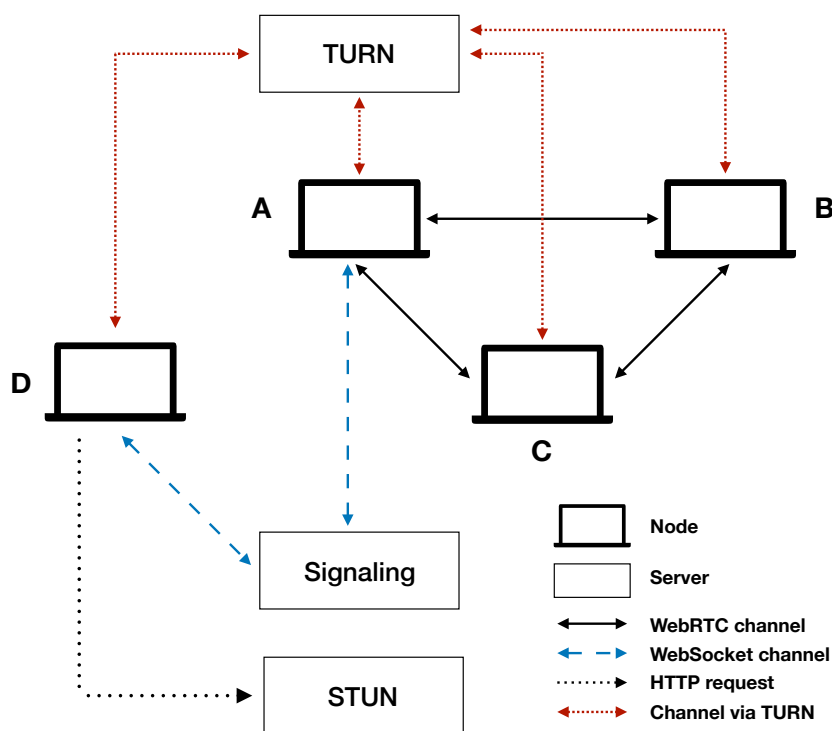 TURN
A
B
D
C
Signaling
STUN
Node
Server
WebRTC channel
WebSocket channel
HTTP request
Channel via TURN